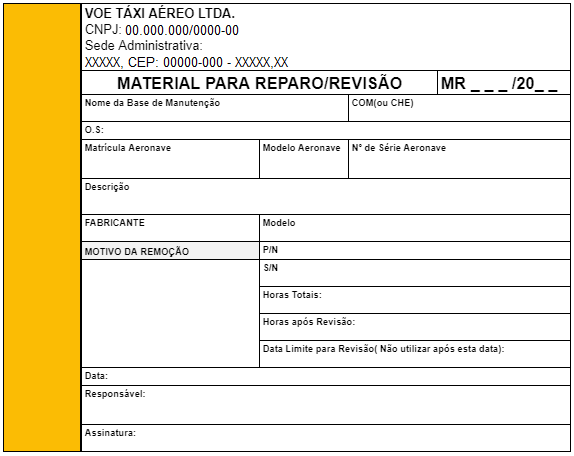 VOE TÁXI AÉREO LTDA.
CNPJ: 00.000.000/0000-00
Sede Administrativa:
XXXXX, CEP: 00000-000 - XXXXX,XX
MATERIAL PARA REPARO/REVISÃO MR _ _ _ /20_ _
Nome da Base de Manutenção COM(ou CHE)
O.S:
Matrícula Aeronave Modelo Aeronave N° de Série Aeronave
Descrição
FABRICANTE Modelo
MOTIVO DA REMOÇÃO P/N
S/N
Horas Totais:
Horas após Revisão:
Data Limite para Revisão( Não utilizar após esta data):
Data:
Responsável:
Assinatura: